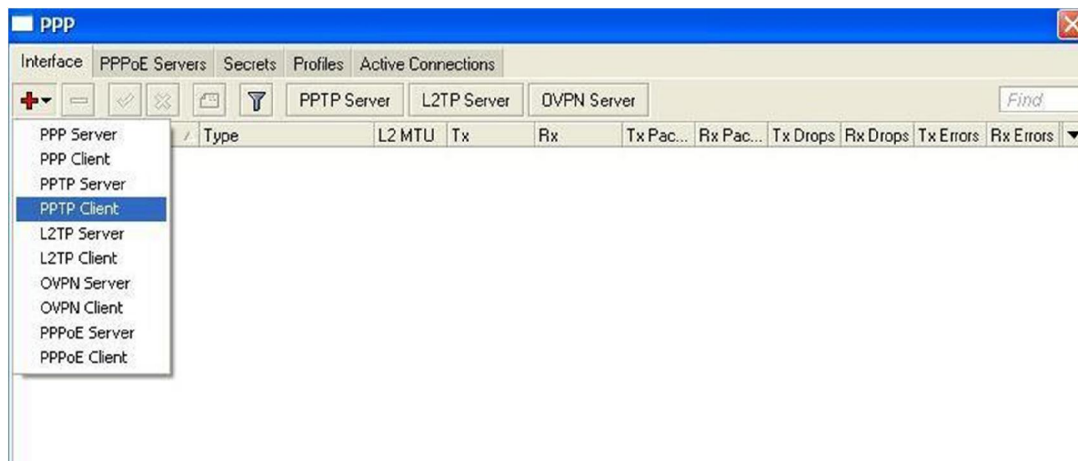 PPP
Interface PPPoE Servers Secrets Profiles Active Connections
PPTP Server L2TP Server OVPN Server Find
Type L2 MTU Tx Rx Tx Pac... Rx Pac... Tx Drops Rx Drops Tx Errors Rx Errors
PPP Server
PPP Client
PPTP Server
PPTP Client
L2TP Server
L2TP Client
OVPN Server
OVPN Client
PPPoE Server
PPPoE Client